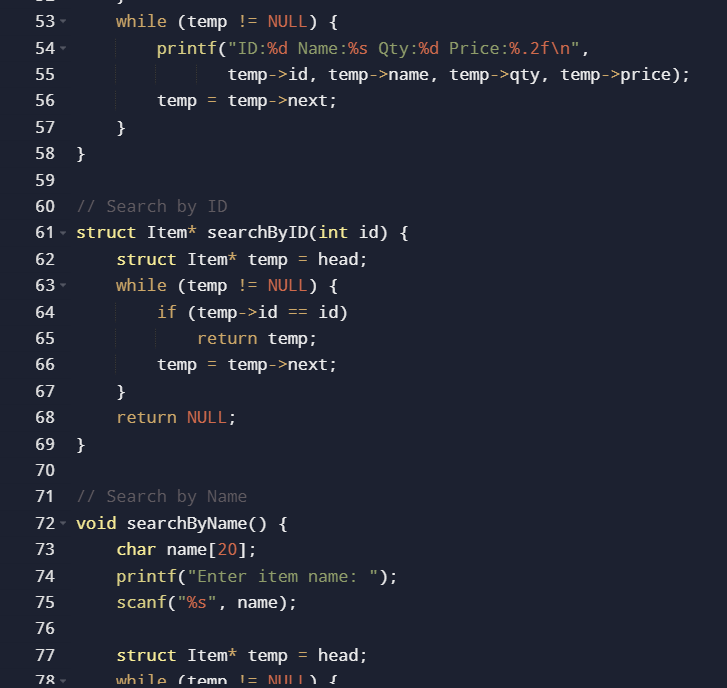 53 while (temp != NULL) {
54 printf("ID:%d Name:%s Qty:%d Price:%.2f\n",
55 temp->id, temp->name, temp->qty, temp->price);
56 temp = temp->next;
57 }
58 }
59
60 // Search by ID
61 struct Item* searchByID(int id) {
62 struct Item* temp = head;
63 while (temp != NULL) {
64 if (temp->id == id)
65 return temp;
66 temp = temp->next;
67 }
68 return NULL;
69 }
70
71 // Search by Name
72 void searchByName() {
73 char name[20];
74 printf("Enter item name: ");
75 scanf("%s", name);
76
77 struct Item* temp = head;
78 while (temp != NULL) {